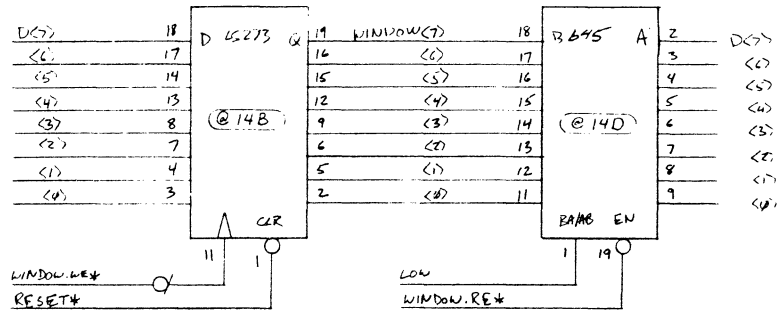 D<7> 18 D LS273 Q 19 WINDOW<7> 18 B 645 A 2 D<7>
<6> 17 16 <6> 17 3 <6>
<5> 14 15 <5> 16 4 <5>
<4> 13 12 <4> 15 5 <4>
<3> 8 @ 14B 9 <3> 14 @ 14D 6 <3>
<2> 7 6 <2> 13 7 <2>
<1> 4 5 <1> 12 8 <1>
<0> 3 2 <0> 11 9 <0>
CLR BA/AB EN
11 1 1 19
WINDOW.WE* LOW
RESET* WINDOW.RE*